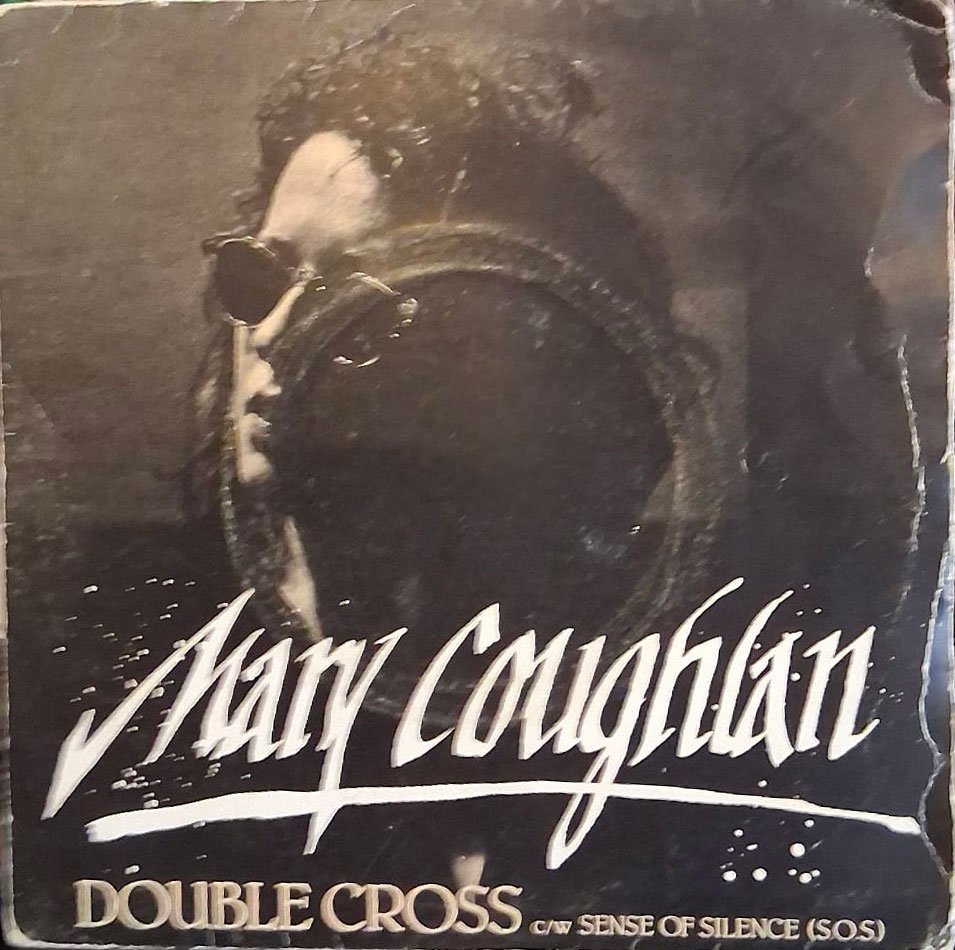 Mary Coughlan
DOUBLE CROSS c/w SENSE OF SILENCE (S.O.S)